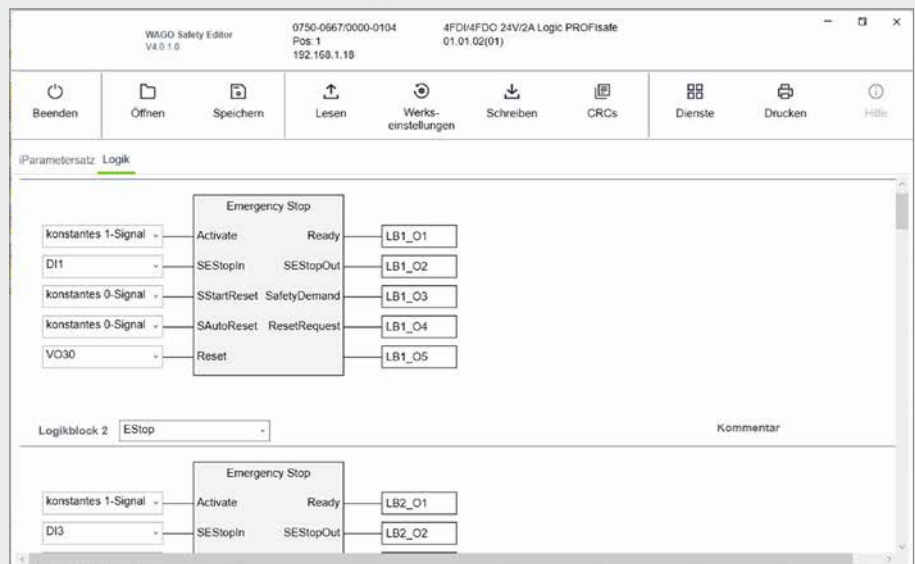 WAGO Safety Editor
V4.0.1.0
0750-0667/0000-0104
Pos: 1
192.168.1.18
4FDI/4FDO 24V/2A Logic PROFIsafe
01.01.02(01)
Beenden
Öffnen
Speichern
Lesen
Werks-
einstellungen
Schreiben
CRCs
Dienste
Drucken
Hilfe
iParametersatz Logik
Emergency Stop
konstantes 1-Signal Activate Ready LB1_O1
DI1 SEStopIn SEStopOut LB1_O2
konstantes 0-Signal SStartReset SafetyDemand LB1_O3
konstantes 0-Signal SAutoReset ResetRequest LB1_O4
VO30 Reset LB1_O5
Logikblock 2 EStop Kommentar
Emergency Stop
konstantes 1-Signal Activate Ready LB2_O1
DI3 SEStopIn SEStopOut LB2_O2